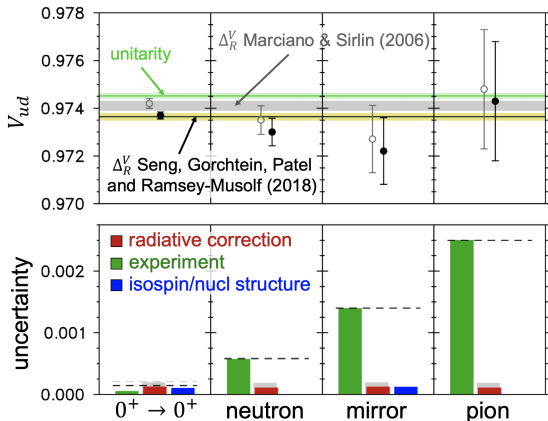 0.978
0.976
0.974
0.972
0.970
V_{ud}
Δ_R^V Marciano & Sirlin (2006)
unitarity
Δ_R^V Seng, Gorchtein, Patel
and Ramsey-Musolf (2018)
uncertainty
0.002
0.001
0.000
radiative correction
experiment
isospin/nucl structure
0⁺ → 0⁺
neutron
mirror
pion